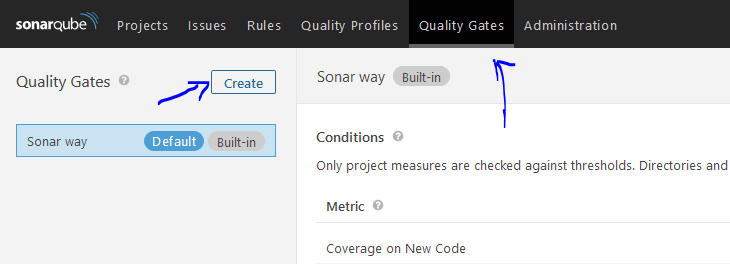 sonarqube Projects Issues Rules Quality Profiles Quality Gates Administration
Quality Gates ? Create
Sonar way Built-in
Sonar way Default Built-in
Conditions ?
Only project measures are checked against thresholds. Directories and
Metric ?
Coverage on New Code